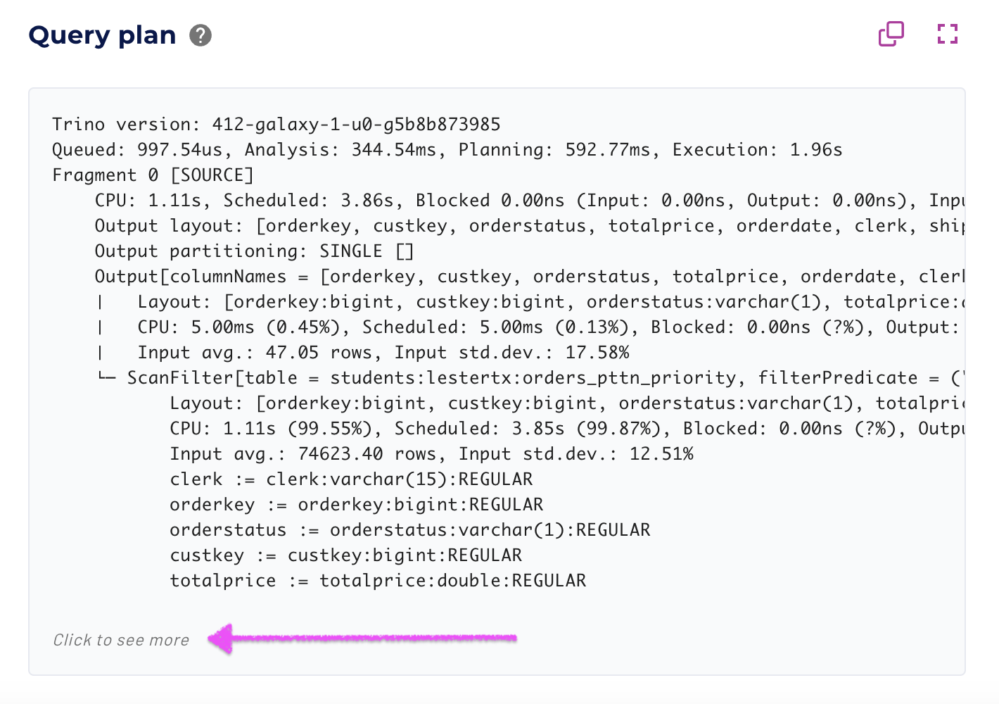 Query plan ?
Trino version: 412-galaxy-1-u0-g5b8b873985
Queued: 997.54us, Analysis: 344.54ms, Planning: 592.77ms, Execution: 1.96s
Fragment 0 [SOURCE]
    CPU: 1.11s, Scheduled: 3.86s, Blocked 0.00ns (Input: 0.00ns, Output: 0.00ns),
    Output layout: [orderkey, custkey, orderstatus, totalprice, orderdate, clerk,
    Output partitioning: SINGLE []
    Output[columnNames = [orderkey, custkey, orderstatus, totalprice, orderdate,
    │   Layout: [orderkey:bigint, custkey:bigint, orderstatus:varchar(1), totalprice:
    │   CPU: 5.00ms (0.45%), Scheduled: 5.00ms (0.13%), Blocked: 0.00ns (?%), Output:
    │   Input avg.: 47.05 rows, Input std.dev.: 17.58%
    └─ ScanFilter[table = students:lestertx:orders_pttn_priority, filterPredicate = (
           Layout: [orderkey:bigint, custkey:bigint, orderstatus:varchar(1),
           CPU: 1.11s (99.55%), Scheduled: 3.85s (99.87%), Blocked: 0.00ns (?%),
           Input avg.: 74623.40 rows, Input std.dev.: 12.51%
           clerk := clerk:varchar(15):REGULAR
           orderkey := orderkey:bigint:REGULAR
           orderstatus := orderstatus:varchar(1):REGULAR
           custkey := custkey:bigint:REGULAR
           totalprice := totalprice:double:REGULAR
Click to see more